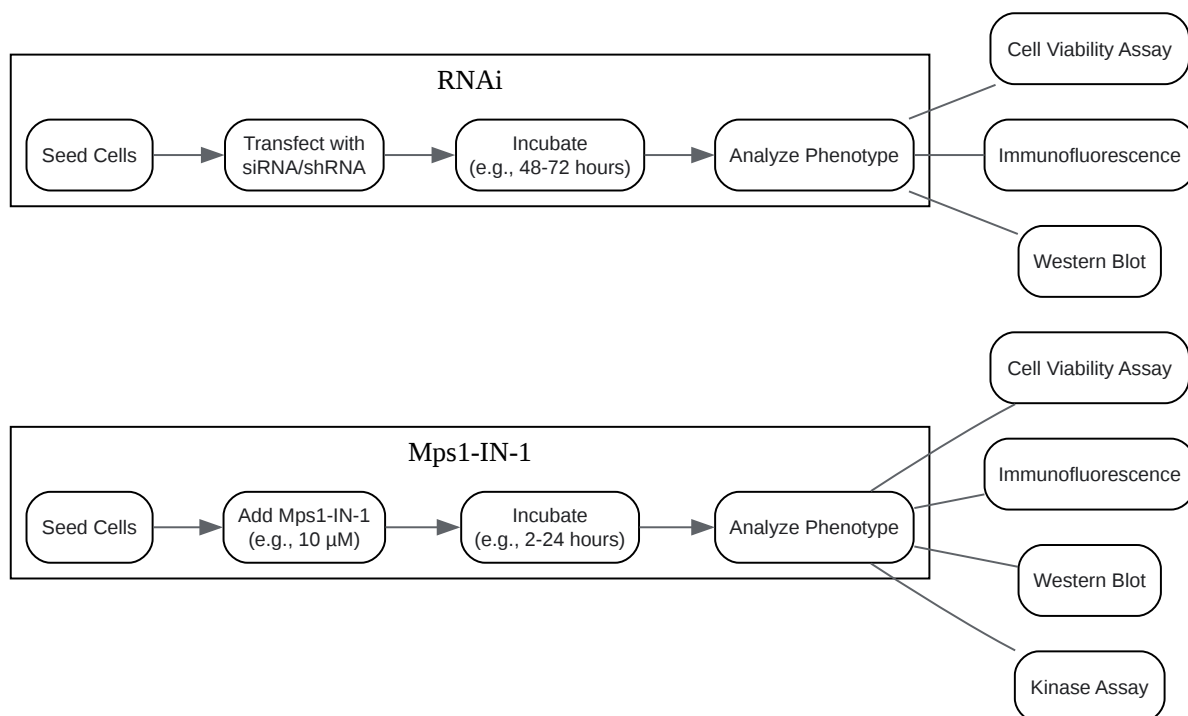 RNAi
Seed Cells
Transfect with
siRNA/shRNA
Incubate
(e.g., 48-72 hours)
Analyze Phenotype
Cell Viability Assay
Immunofluorescence
Western Blot
Mps1-IN-1
Seed Cells
Add Mps1-IN-1
(e.g., 10 µM)
Incubate
(e.g., 2-24 hours)
Analyze Phenotype
Cell Viability Assay
Immunofluorescence
Western Blot
Kinase Assay